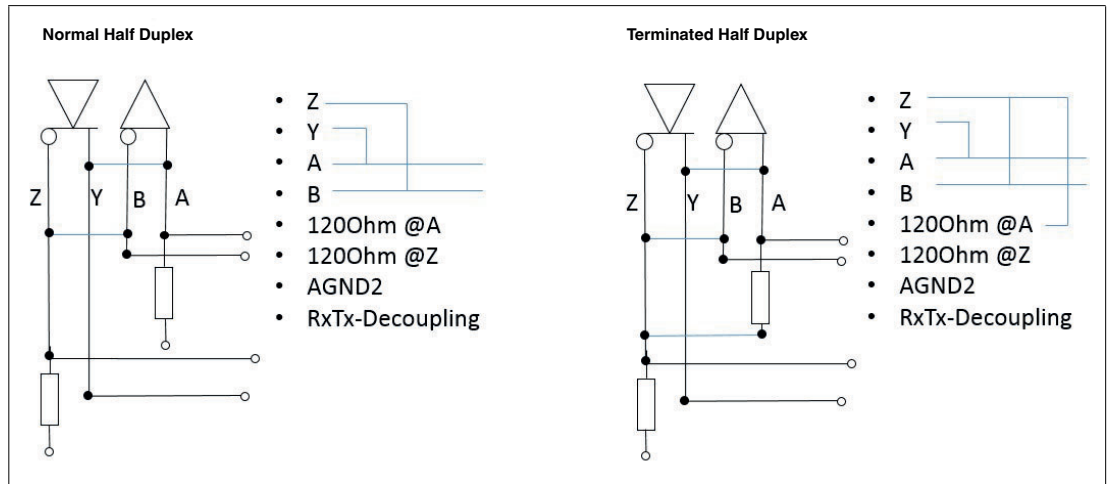 Normal Half Duplex
Z Y B A
• Z
• Y
• A
• B
• 120Ohm @A
• 120Ohm @Z
• AGND2
• RxTx-Decoupling
Terminated Half Duplex
Z Y B A
• Z
• Y
• A
• B
• 120Ohm @A
• 120Ohm @Z
• AGND2
• RxTx-Decoupling